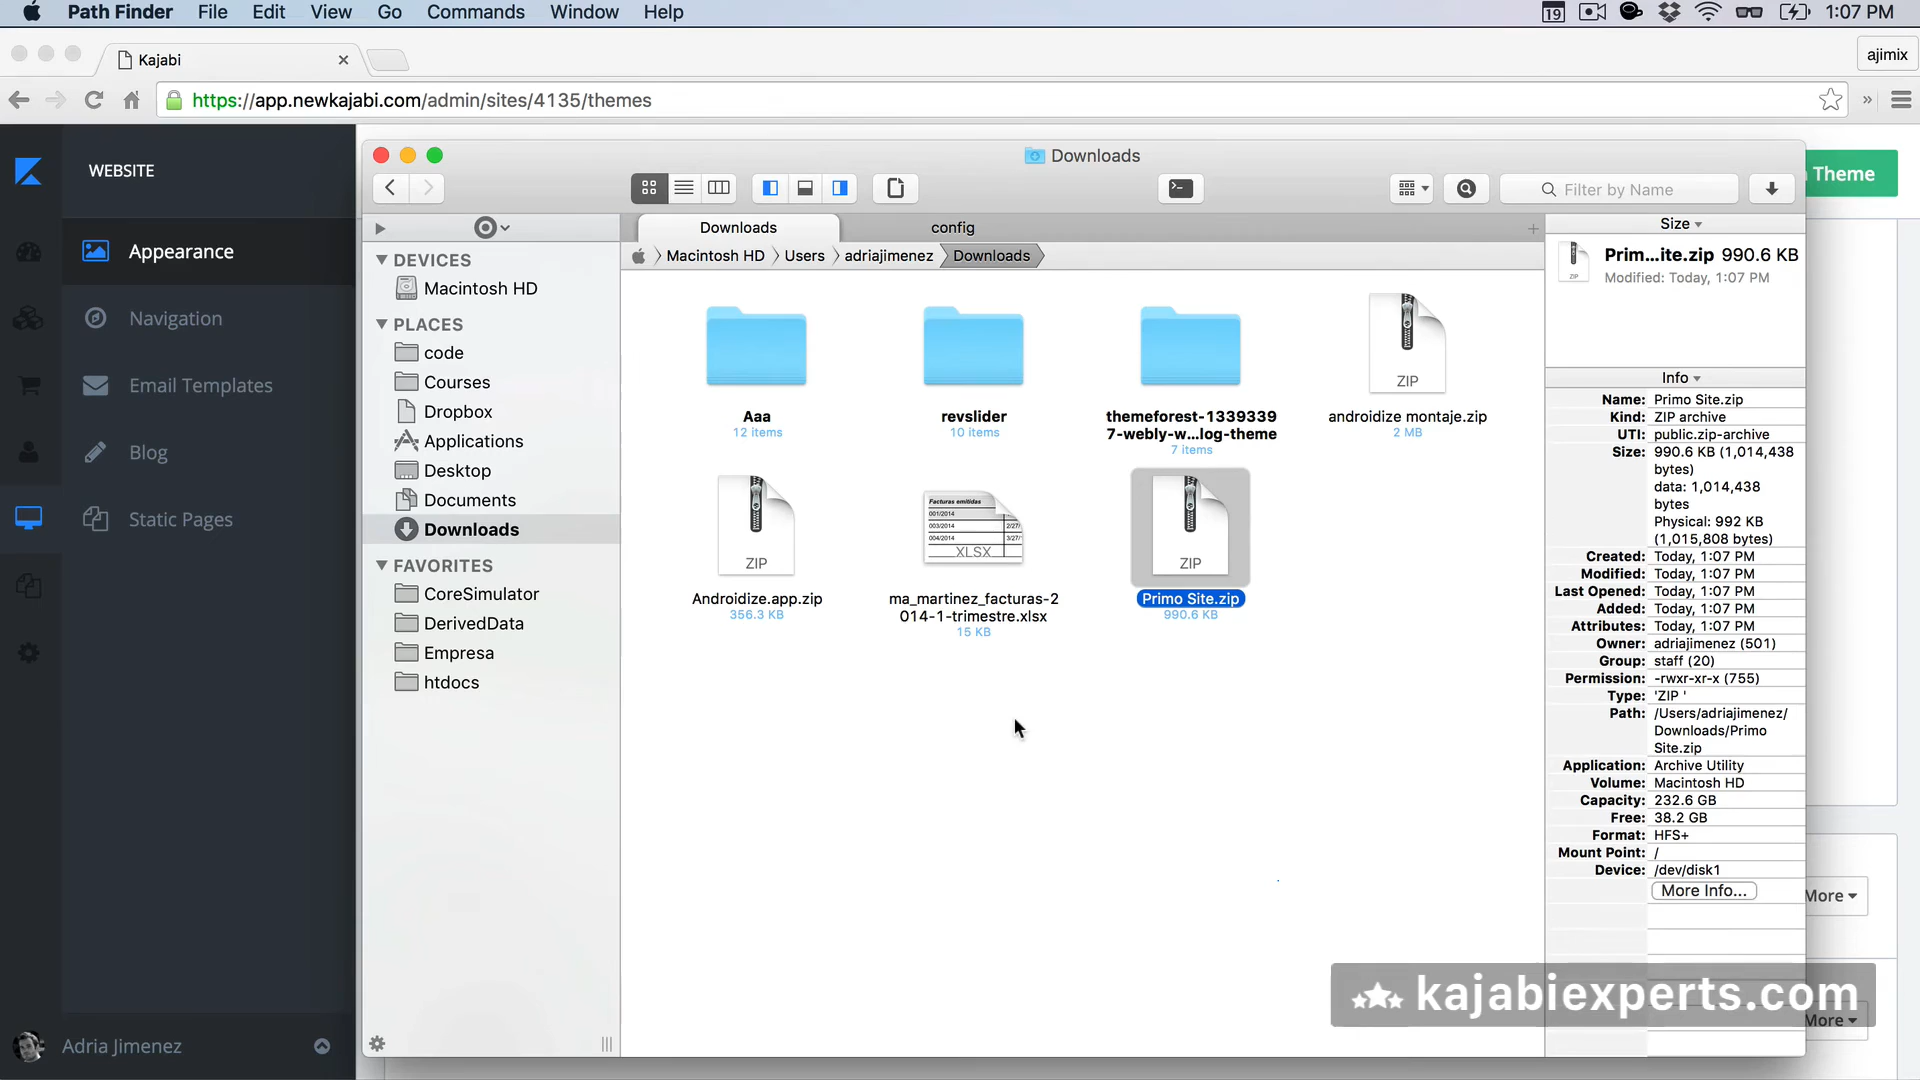 Path Finder File Edit View Go Commands Window Help
19 1:07 PM
Kajabi
ajimix
https://app.newkajabi.com/admin/sites/4135/themes
WEBSITE
Appearance
Navigation
Email Templates
Blog
Static Pages
Adria Jimenez
Downloads
Theme
Filter by Name
Downloads config
Macintosh HD Users adriajimenez Downloads
DEVICES
Macintosh HD
PLACES
code
Courses
Dropbox
Applications
Desktop
Documents
Downloads
FAVORITES
CoreSimulator
DerivedData
Empresa
htdocs
Aaa
12 items
revslider
10 items
themeforest-1339339
7-webly-w...log-theme
7 items
ZIP
androidize montaje.zip
2 MB
ZIP
Androidize.app.zip
356.3 KB
Facturas emitidas
001/2014
003/2014
004/2014
XLSX
ma_martinez_facturas-2
014-1-trimestre.xlsx
15 KB
ZIP
Primo Site.zip
990.6 KB
Size
Prim...ite.zip 990.6 KB
Modified: Today, 1:07 PM
Info
Name: Primo Site.zip
Kind: ZIP archive
UTI: public.zip-archive
Size: 990.6 KB (1,014,438
bytes)
data: 1,014,438
bytes
Physical: 992 KB
(1,015,808 bytes)
Created: Today, 1:07 PM
Modified: Today, 1:07 PM
Last Opened: Today, 1:07 PM
Added: Today, 1:07 PM
Attributes: Today, 1:07 PM
Owner: adriajimenez (501)
Group: staff (20)
Permission: -rwxr-xr-x (755)
Type: 'ZIP '
Path: /Users/adriajimenez/
Downloads/Primo
Site.zip
Application: Archive Utility
Volume: Macintosh HD
Capacity: 232.6 GB
Free: 38.2 GB
Format: HFS+
Mount Point: /
Device: /dev/disk1
More Info...
More
kajabiexperts.com
More